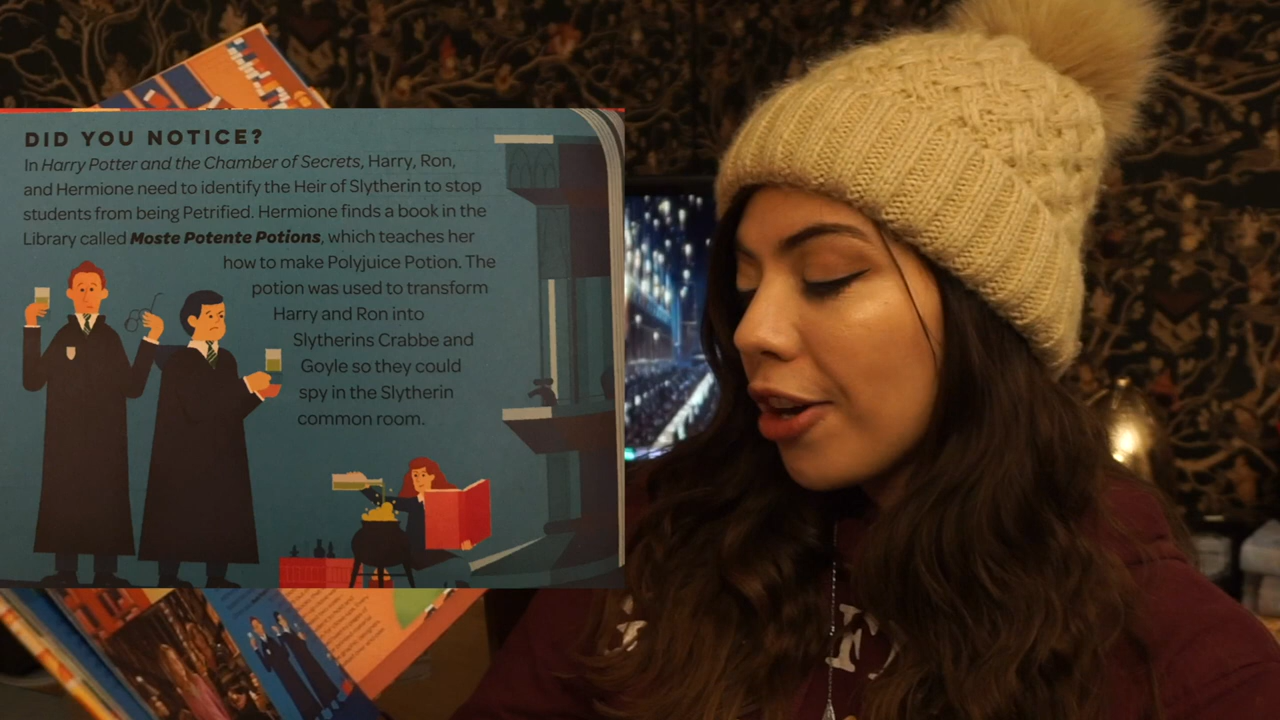 DID YOU NOTICE?
In Harry Potter and the Chamber of Secrets, Harry, Ron,
and Hermione need to identify the Heir of Slytherin to stop
students from being Petrified. Hermione finds a book in the
Library called Moste Potente Potions, which teaches her
how to make Polyjuice Potion. The
potion was used to transform
Harry and Ron into
Slytherins Crabbe and
Goyle so they could
spy in the Slytherin
common room.